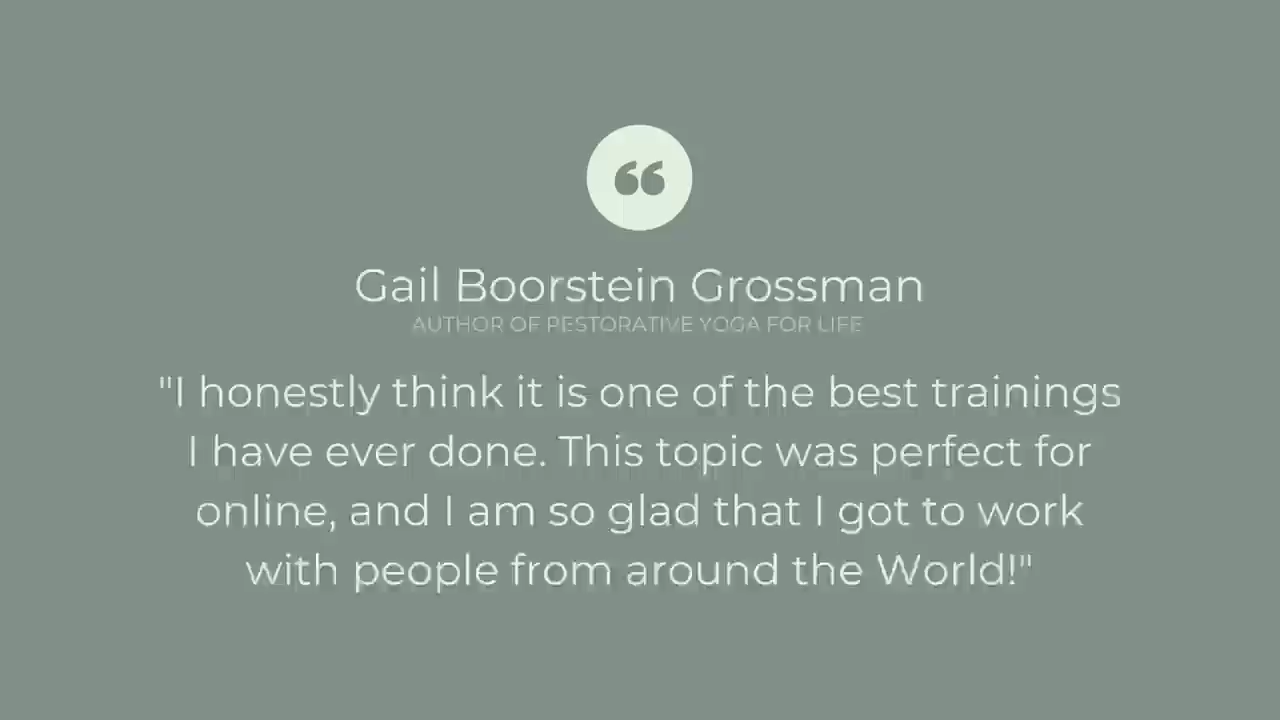 ❝
Gail Boorstein Grossman
AUTHOR OF RESTORATIVE YOGA FOR LIFE
"I honestly think it is one of the best trainings
I have ever done. This topic was perfect for
online, and I am so glad that I got to work
with people from around the World!"